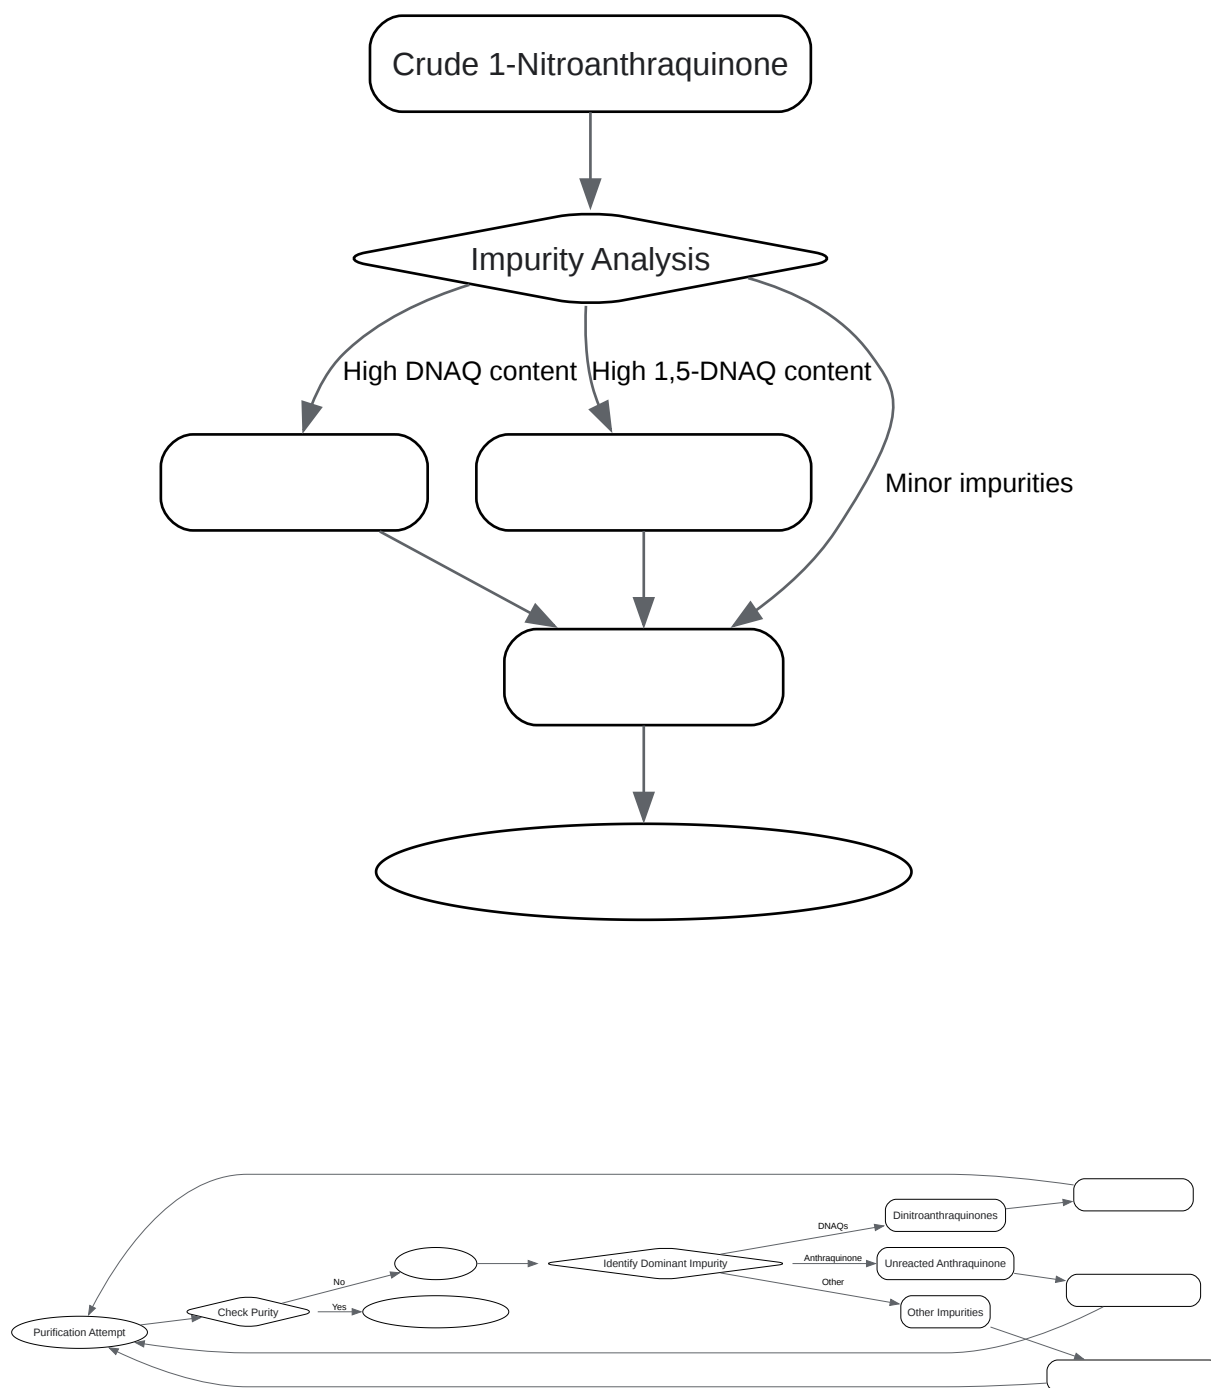 Crude 1-Nitroanthraquinone
Impurity Analysis
High DNAQ content
High 1,5-DNAQ content
Minor impurities
DNAQs
Dinitroanthraquinones
Anthraquinone
Identify Dominant Impurity
Unreacted Anthraquinone
No
Other
Yes
Check Purity
Other Impurities
Purification Attempt